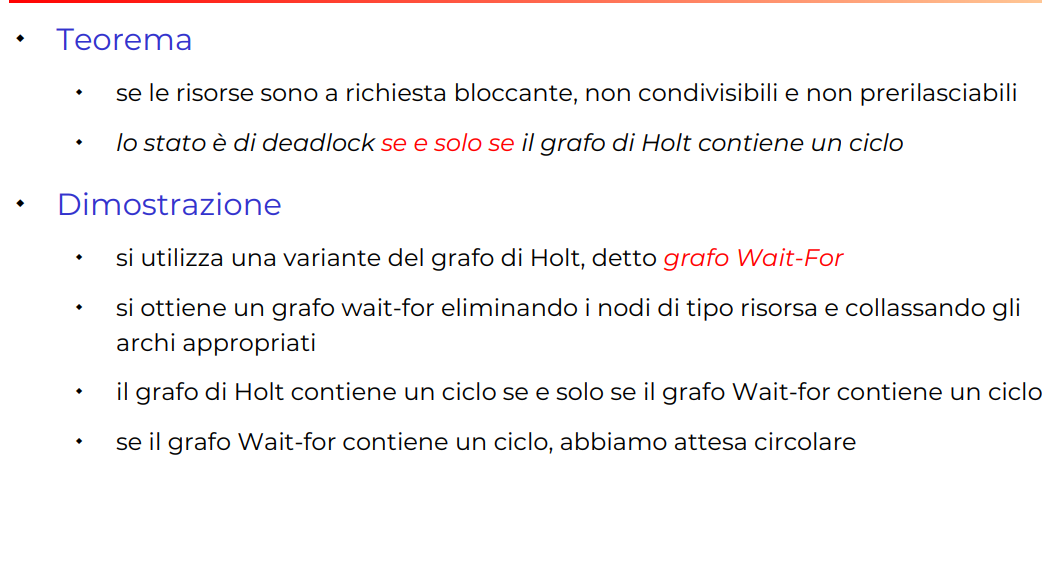 Teorema
se le risorse sono a richiesta bloccante, non condivisibili e non prerilasciabili
lo stato è di deadlock se e solo se il grafo di Holt contiene un ciclo
Dimostrazione
si utilizza una variante del grafo di Holt, detto grafo Wait-For
si ottiene un grafo wait-for eliminando i nodi di tipo risorsa e collassando gli
archi appropriati
il grafo di Holt contiene un ciclo se e solo se il grafo Wait-for contiene un ciclo
se il grafo Wait-for contiene un ciclo, abbiamo attesa circolare